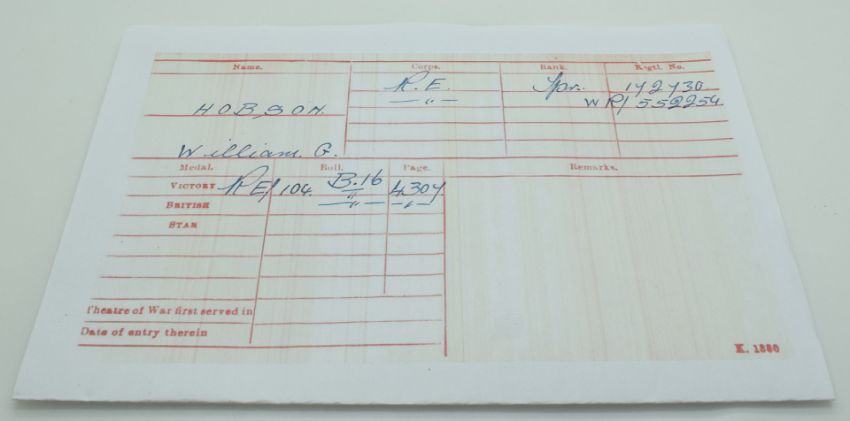 Name. Corps. Rank. Regtl. No.
R.E. Spr. 142430.
HOBSON. — " — WR/ 552254.
William. G.
Medal. Roll. Page. Remarks.
VICTORY RE/104. B.16 4304.
BRITISH — " — — " —
STAR
Theatre of War first served in
Date of entry therein
K. 1380